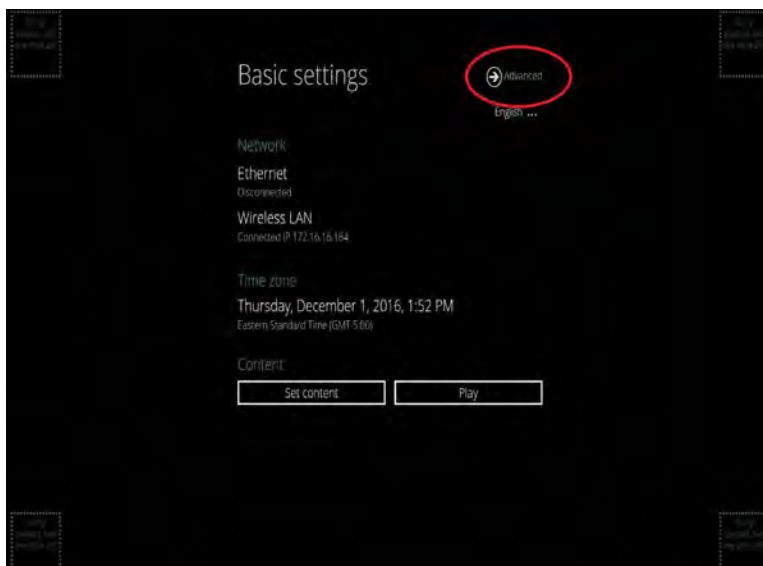 Basic settings
Advanced
English ...
Network
Ethernet
Disconnected
Wireless LAN
Connected IP 172.16.16.184
Time zone
Thursday, December 1, 2016, 1:52 PM
Eastern Standard Time (GMT-5:00)
Content
Set content
Play